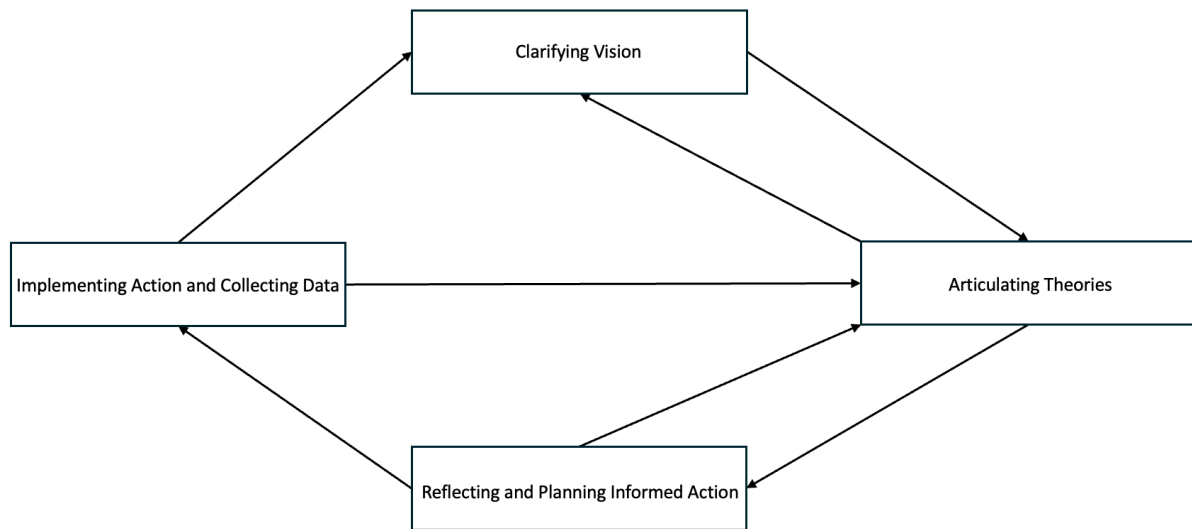 Clarifying Vision
Implementing Action and Collecting Data
Articulating Theories
Reflecting and Planning Informed Action